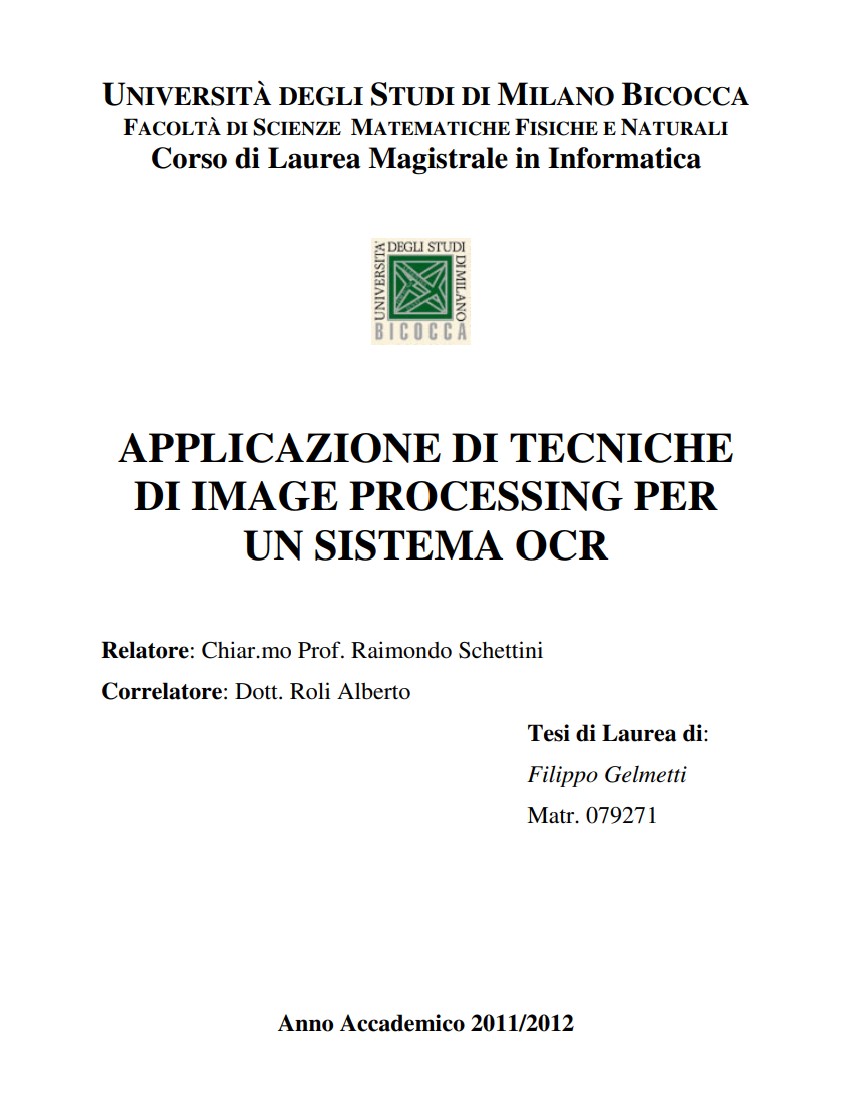 UNIVERSITÀ DEGLI STUDI DI MILANO BICOCCA
FACOLTÀ DI SCIENZE MATEMATICHE FISICHE E NATURALI
Corso di Laurea Magistrale in Informatica
UNIVERSITA' DEGLI STUDI DI MILANO
BICOCCA
APPLICAZIONE DI TECNICHE
DI IMAGE PROCESSING PER
UN SISTEMA OCR
Relatore: Chiar.mo Prof. Raimondo Schettini
Correlatore: Dott. Roli Alberto
Tesi di Laurea di:
Filippo Gelmetti
Matr. 079271
Anno Accademico 2011/2012